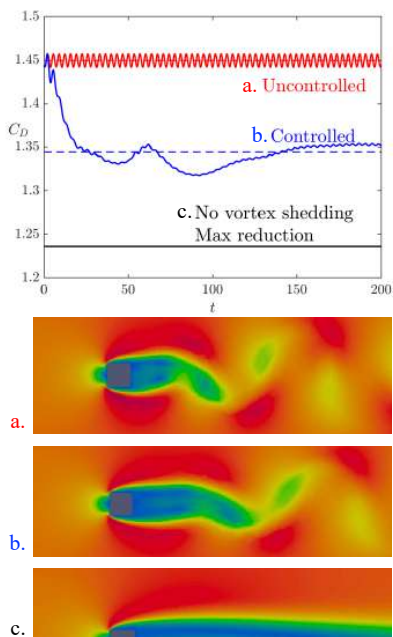 1.5
1.45
a. Uncontrolled
1.4
C_D
b. Controlled
1.35
1.3
c. No vortex shedding
Max reduction
1.25
1.2
0
50
100
150
200
t
a.
b.
c.